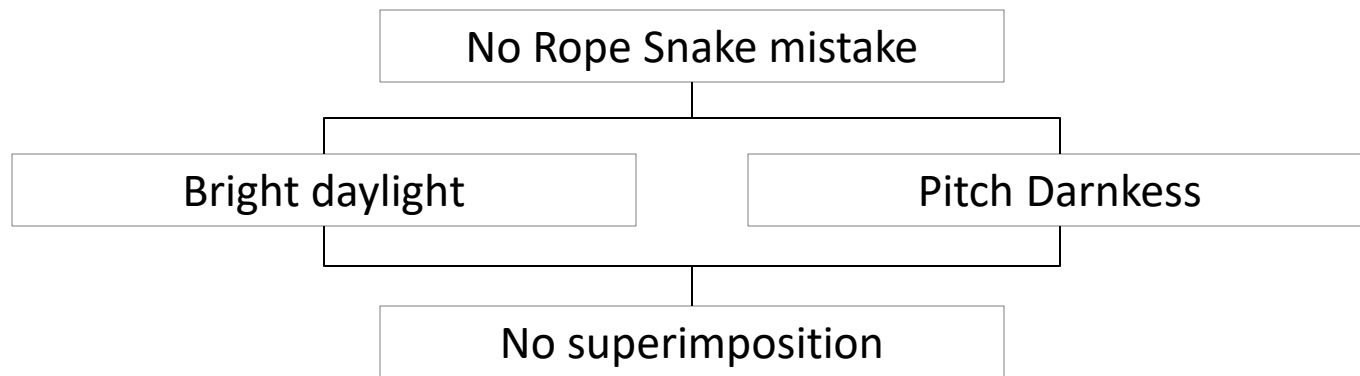 No Rope Snake mistake
Bright daylight
Pitch Darnkess
No superimposition